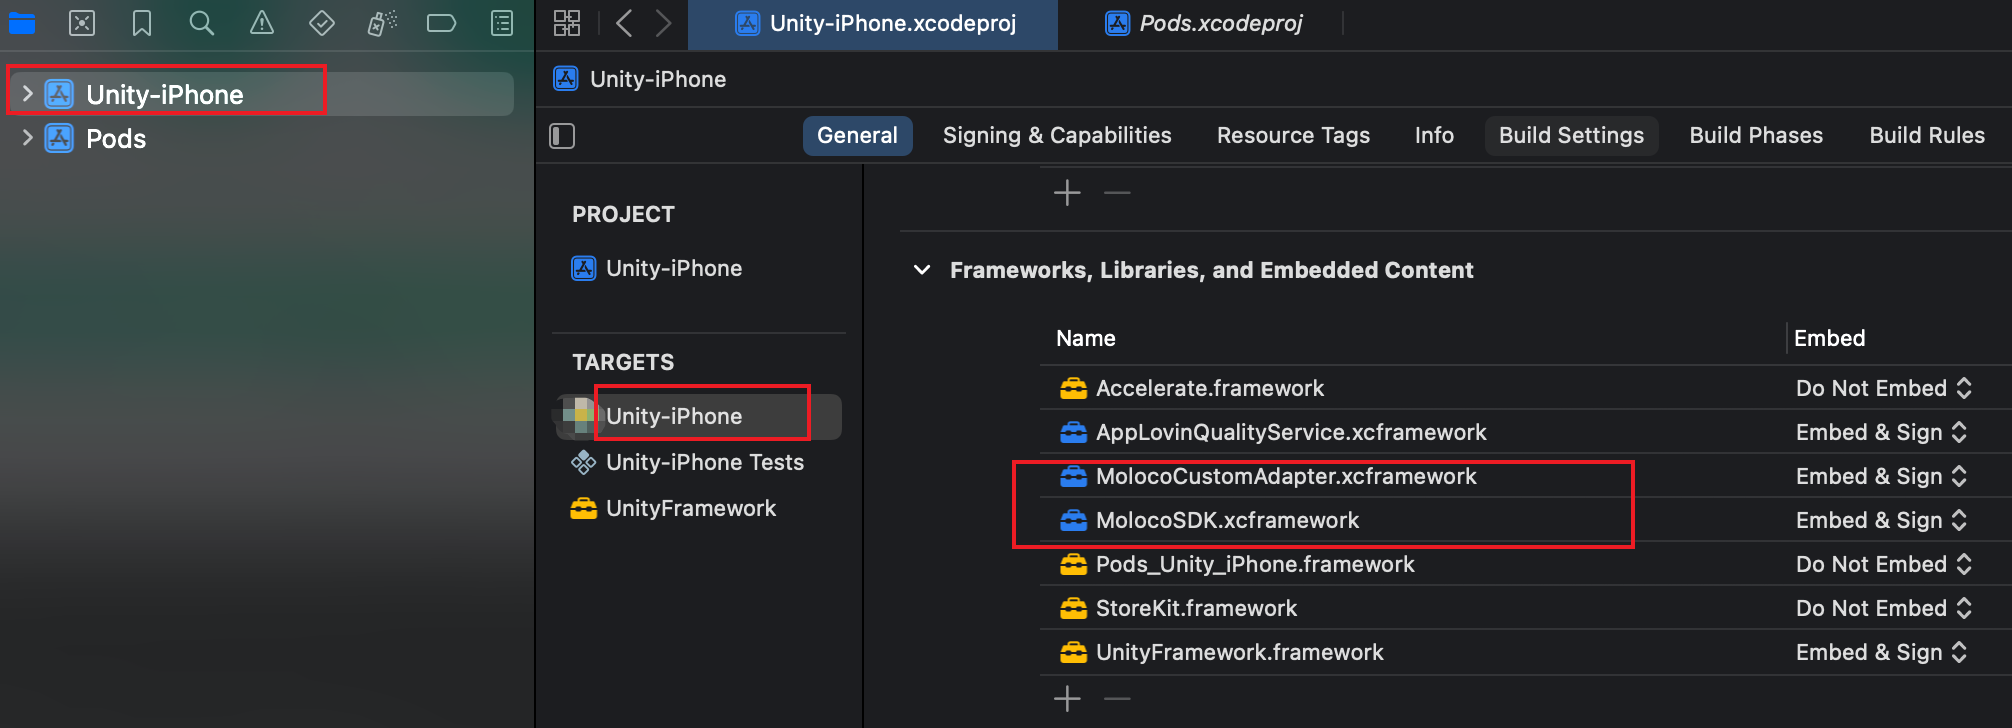 Unity-iPhone.xcodeproj
Pods.xcodeproj
Unity-iPhone
Pods
Unity-iPhone
General Signing & Capabilities Resource Tags Info Build Settings Build Phases Build Rules
PROJECT
Unity-iPhone
TARGETS
Unity-iPhone
Unity-iPhone Tests
UnityFramework
Frameworks, Libraries, and Embedded Content
Name Embed
Accelerate.framework Do Not Embed
AppLovinQualityService.xcframework Embed & Sign
MolocoCustomAdapter.xcframework Embed & Sign
MolocoSDK.xcframework Embed & Sign
Pods_Unity_iPhone.framework Do Not Embed
StoreKit.framework Do Not Embed
UnityFramework.framework Embed & Sign